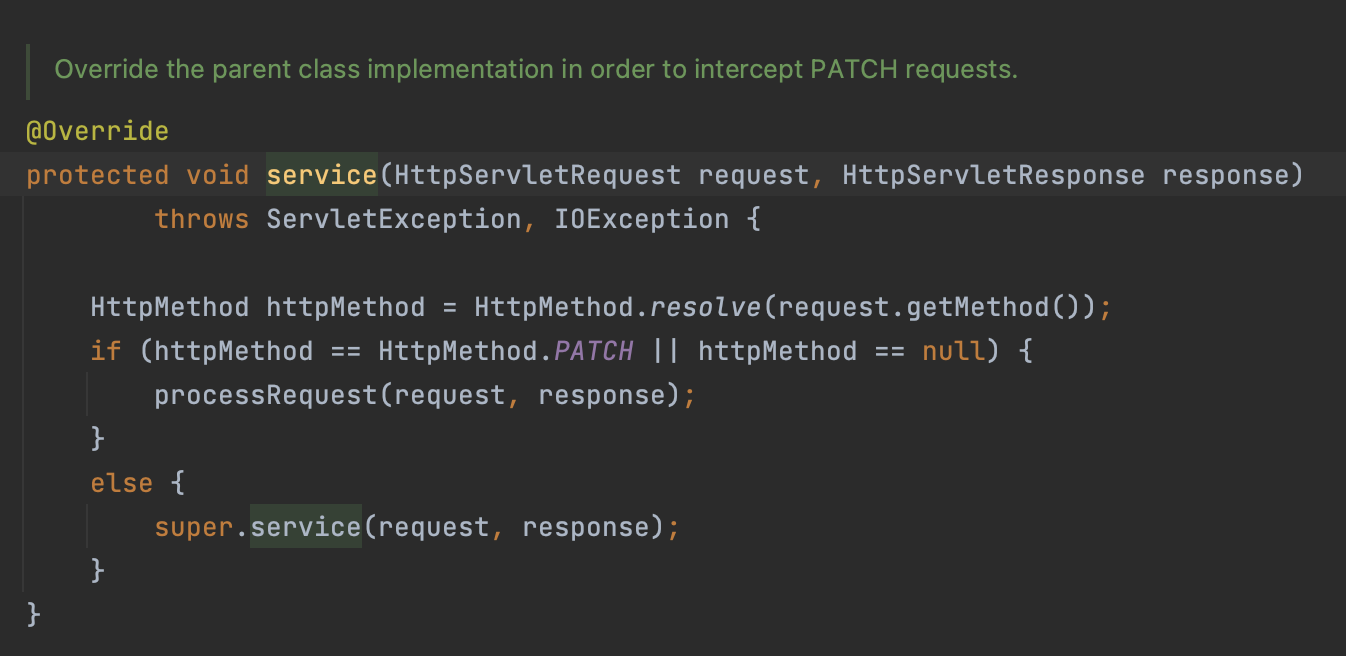 Override the parent class implementation in order to intercept PATCH requests.
@Override
protected void service(HttpServletRequest request, HttpServletResponse response)
        throws ServletException, IOException {

    HttpMethod httpMethod = HttpMethod.resolve(request.getMethod());
    if (httpMethod == HttpMethod.PATCH || httpMethod == null) {
        processRequest(request, response);
    }
    else {
        super.service(request, response);
    }
}